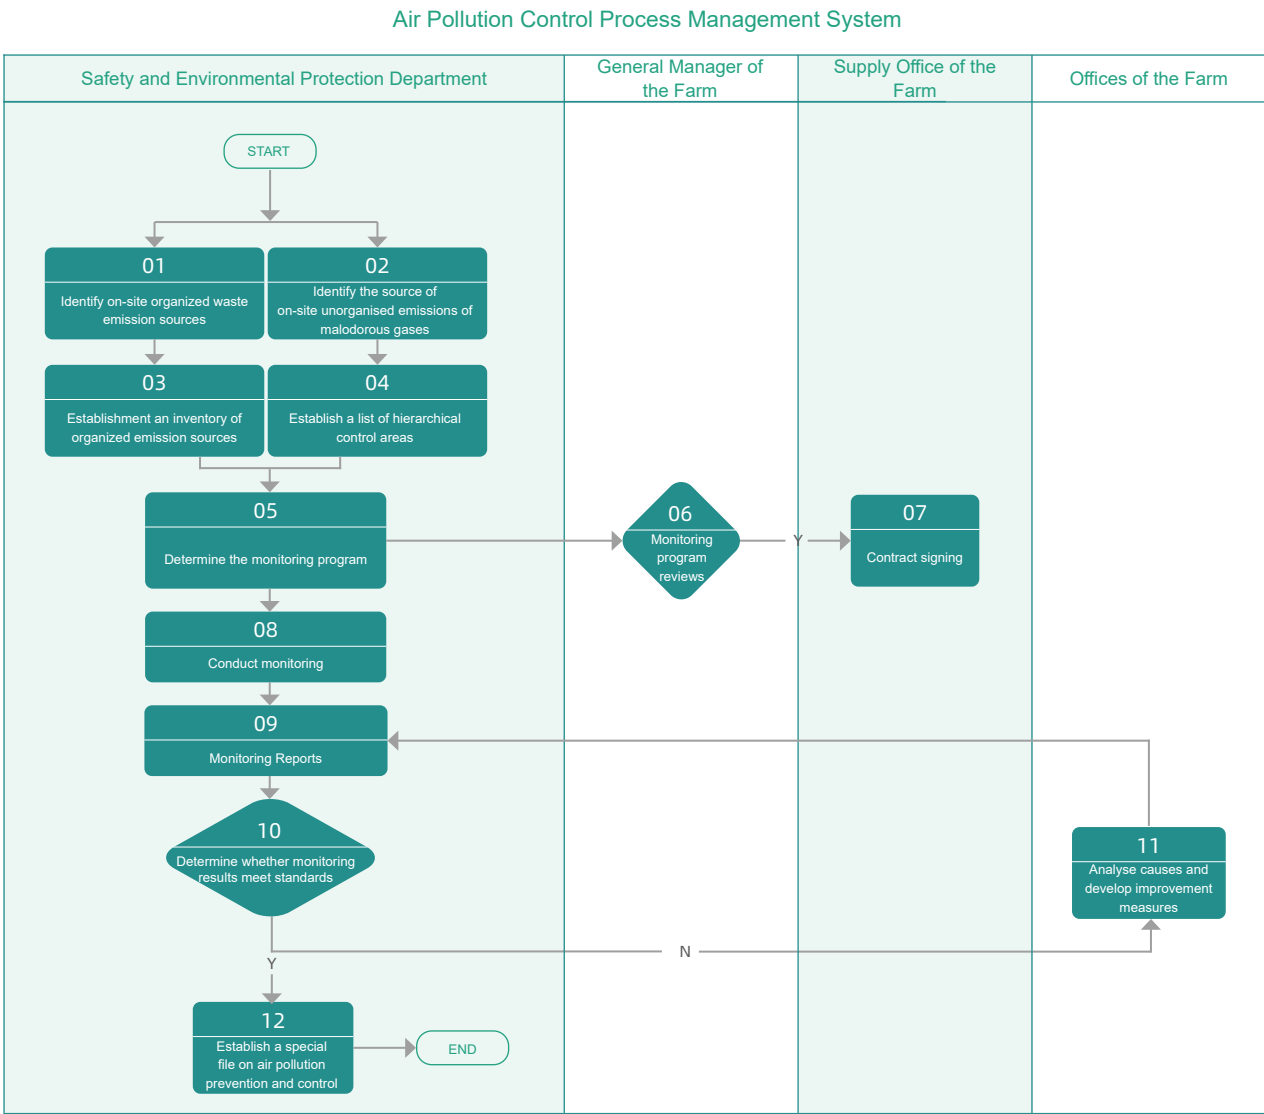 Air Pollution Control Process Management System
Safety and Environmental Protection Department
General Manager of
the Farm
Supply Office of the
Farm
Offices of the Farm
START
01
Identify on-site organized waste
emission sources
02
Identify the source of
on-site unorganised emissions of
malodorous gases
03
Establishment an inventory of
organized emission sources
04
Establish a list of hierarchical
control areas
05
Determine the monitoring program
06
Monitoring
program
reviews
Y
07
Contract signing
08
Conduct monitoring
09
Monitoring Reports
10
Determine whether monitoring
results meet standards
11
Analyse causes and
develop improvement
measures
N
Y
12
Establish a special
file on air pollution
prevention and control
END